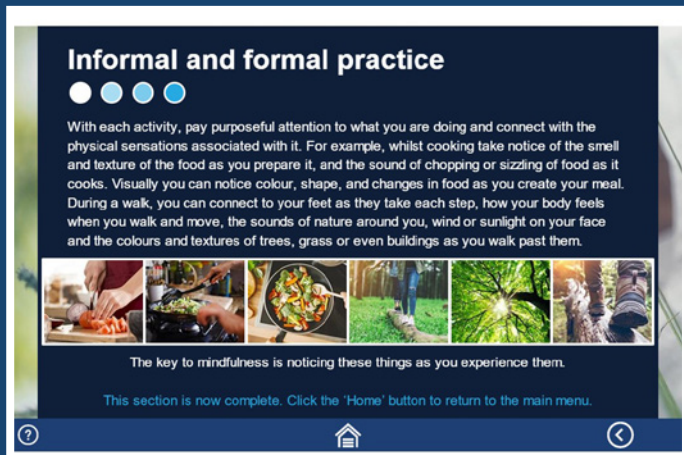 Informal and formal practice
With each activity, pay purposeful attention to what you are doing and connect with the
physical sensations associated with it. For example, whilst cooking take notice of the smell
and texture of the food as you prepare it, and the sound of chopping or sizzling of food as it
cooks. Visually you can notice colour, shape, and changes in food as you create your meal.
During a walk, you can connect to your feet as they take each step, how your body feels
when you walk and move, the sounds of nature around you, wind or sunlight on your face
and the colours and textures of trees, grass or even buildings as you walk past them.
The key to mindfulness is noticing these things as you experience them.
This section is now complete. Click the 'Home' button to return to the main menu.
?